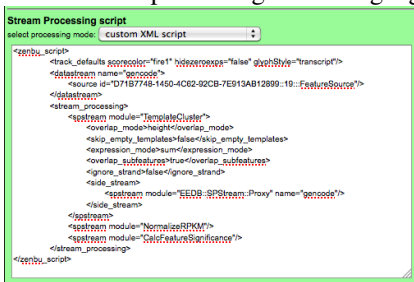 Stream Processing script
select processing mode: custom XML script
<zenbu_script>
<track_defaults scorecolor="fire1" hidezeroexps="false" glyphStyle="transcript"/>
<datastream name="gencode">
<source id="D71B7748-1450-4C62-92CB-7E913AB12899::19:::FeatureSource"/>
</datastream>
<stream_processing>
<spstream module="TemplateCluster">
<overlap_mode>height</overlap_mode>
<skip_empty_templates>false</skip_empty_templates>
<expression_mode>sum</expression_mode>
<overlap_subfeatures>true</overlap_subfeatures>
<ignore_strand>false</ignore_strand>
<side_stream>
<spstream module="EEDB::SPStream::Proxy" name="gencode"/>
</side_stream>
</spstream>
<spstream module="NormalizeRPKM"/>
<spstream module="CalcFeatureSignificance"/>
</stream_processing>
</zenbu_script>